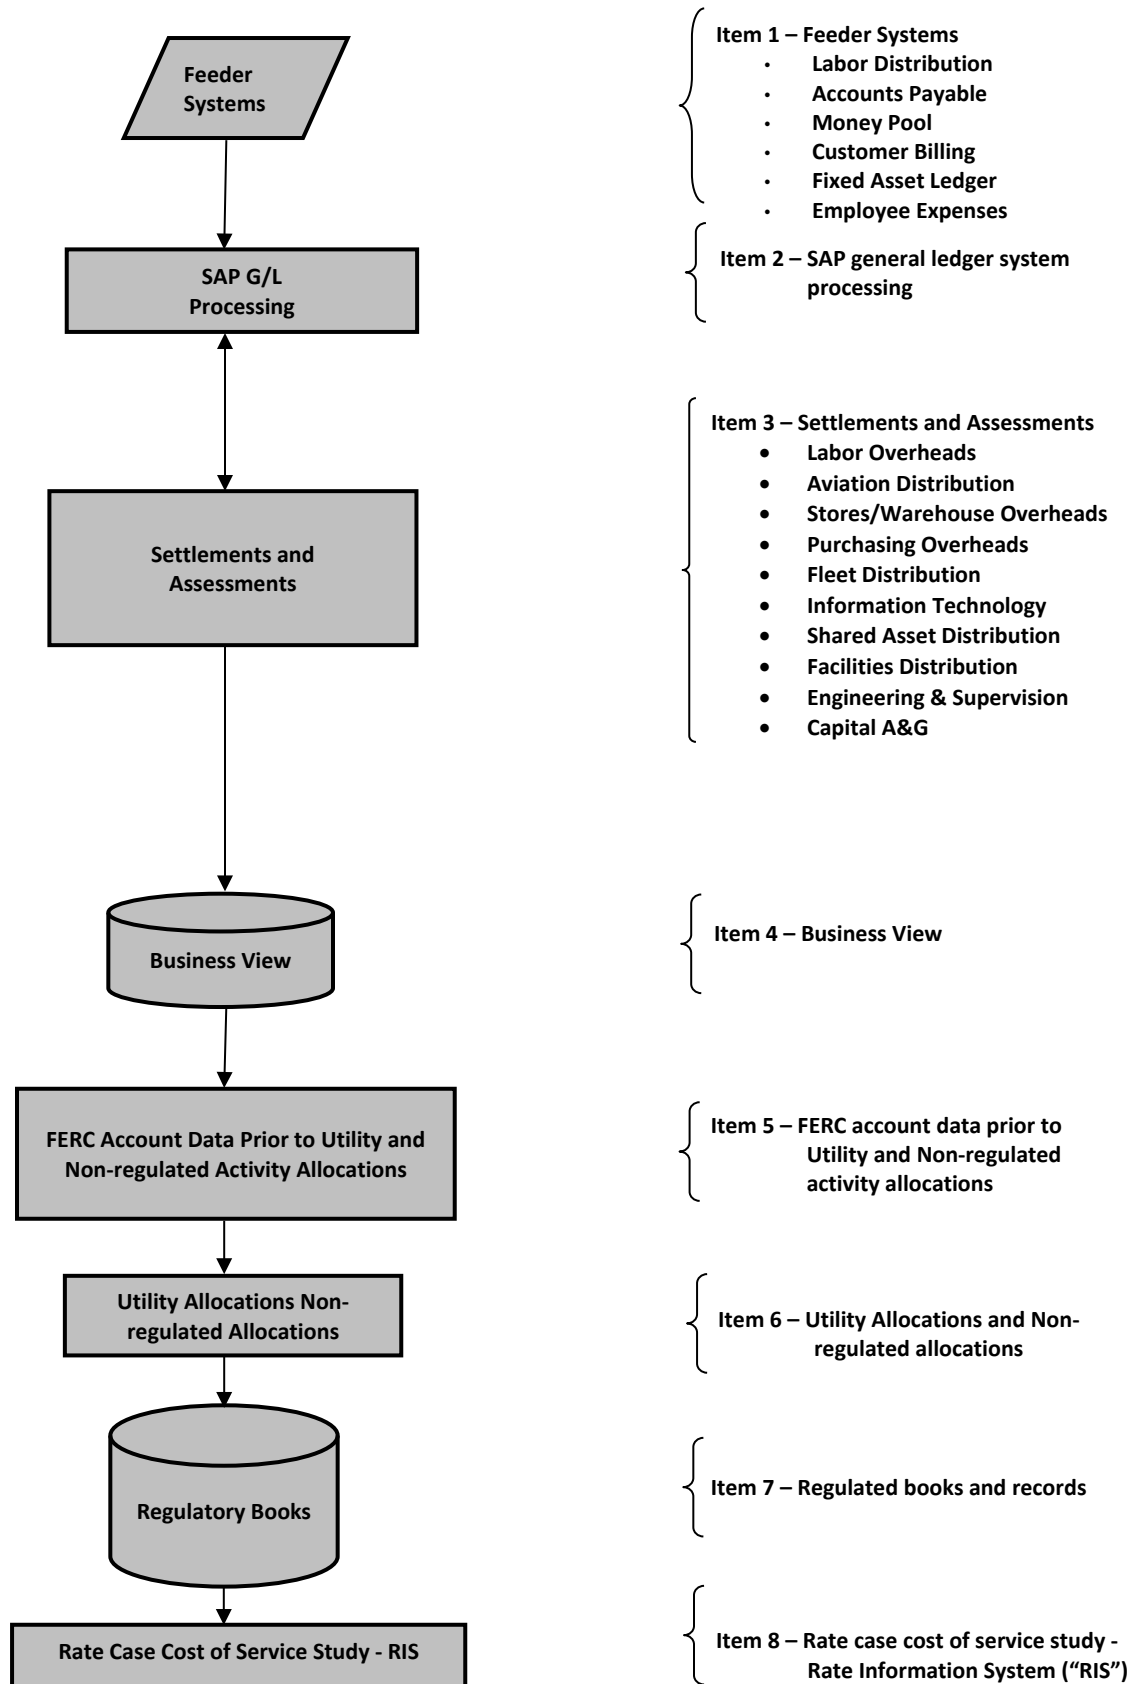 Feeder
Systems
SAP G/L
Processing
Settlements and
Assessments
Business View
FERC Account Data Prior to Utility and
Non-regulated Activity Allocations
Utility Allocations Non-
regulated Allocations
Regulatory Books
Rate Case Cost of Service Study - RIS
Item 1 – Feeder Systems
• Labor Distribution
• Accounts Payable
• Money Pool
• Customer Billing
• Fixed Asset Ledger
• Employee Expenses
Item 2 – SAP general ledger system
processing
Item 3 – Settlements and Assessments
• Labor Overheads
• Aviation Distribution
• Stores/Warehouse Overheads
• Purchasing Overheads
• Fleet Distribution
• Information Technology
• Shared Asset Distribution
• Facilities Distribution
• Engineering & Supervision
• Capital A&G
Item 4 – Business View
Item 5 – FERC account data prior to
Utility and Non-regulated
activity allocations
Item 6 – Utility Allocations and Non-
regulated allocations
Item 7 – Regulated books and records
Item 8 – Rate case cost of service study -
Rate Information System (“RIS”)